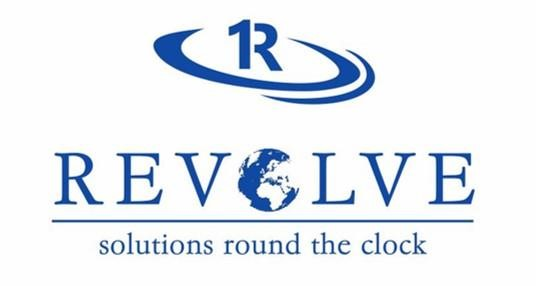 1R
REVOLVE
solutions round the clock